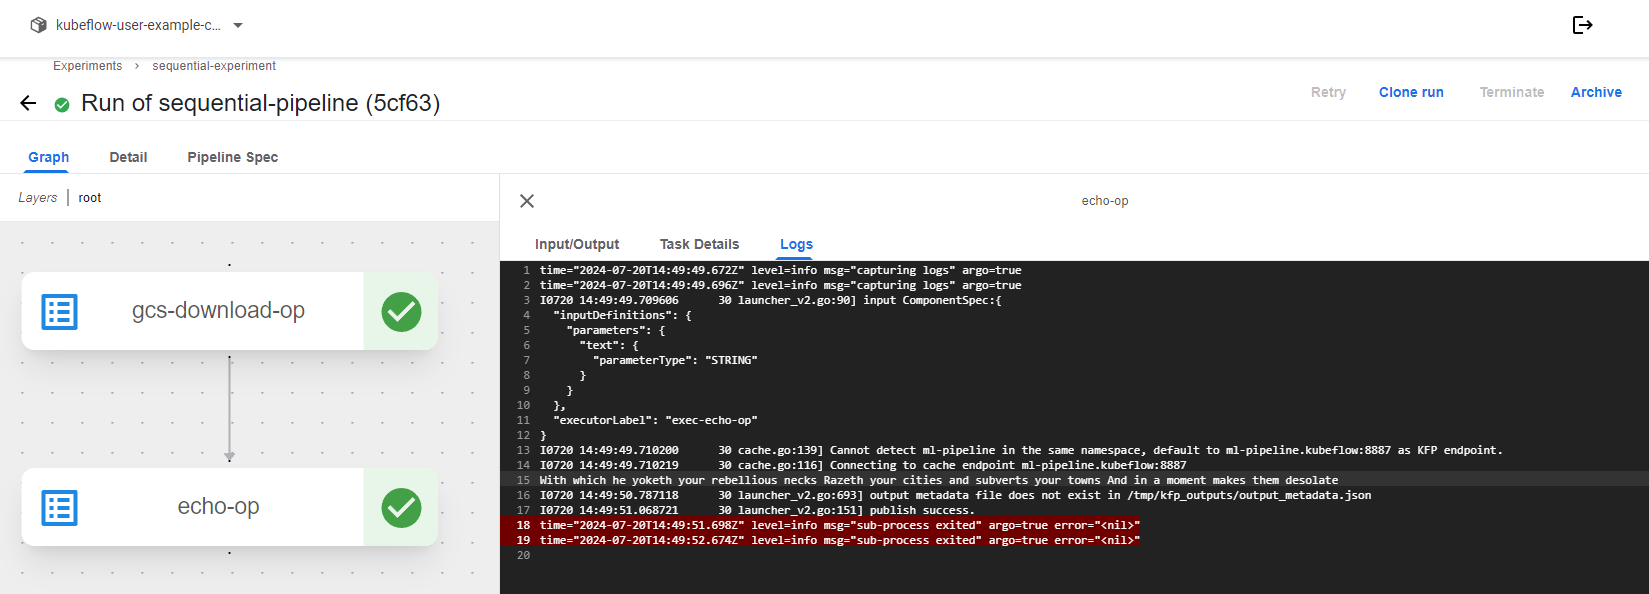 kubeflow-user-example-c...
Experiments › sequential-experiment
Run of sequential-pipeline (5cf63)
Retry Clone run Terminate Archive
Graph Detail Pipeline Spec
Layers | root
gcs-download-op
echo-op
echo-op
Input/Output Task Details Logs
1 time="2024-07-20T14:49:49.672Z" level=info msg="capturing logs" argo=true
2 time="2024-07-20T14:49:49.696Z" level=info msg="capturing logs" argo=true
3 I0720 14:49:49.709606 30 launcher_v2.go:90] input ComponentSpec:{
4 "inputDefinitions": {
5 "parameters": {
6 "text": {
7 "parameterType": "STRING"
8 }
9 }
10 },
11 "executorLabel": "exec-echo-op"
12 }
13 I0720 14:49:49.710200 30 cache.go:139] Cannot detect ml-pipeline in the same namespace, default to ml-pipeline.kubeflow:8887 as KFP endpoint.
14 I0720 14:49:49.710219 30 cache.go:116] Connecting to cache endpoint ml-pipeline.kubeflow:8887
15 With which he yoketh your rebellious necks Razeth your cities and subverts your towns And in a moment makes them desolate
16 I0720 14:49:50.787118 30 launcher_v2.go:693] output metadata file does not exist in /tmp/kfp_outputs/output_metadata.json
17 I0720 14:49:51.068721 30 launcher_v2.go:151] publish success.
18 time="2024-07-20T14:49:51.698Z" level=info msg="sub-process exited" argo=true error="<nil>"
19 time="2024-07-20T14:49:52.674Z" level=info msg="sub-process exited" argo=true error="<nil>"
20